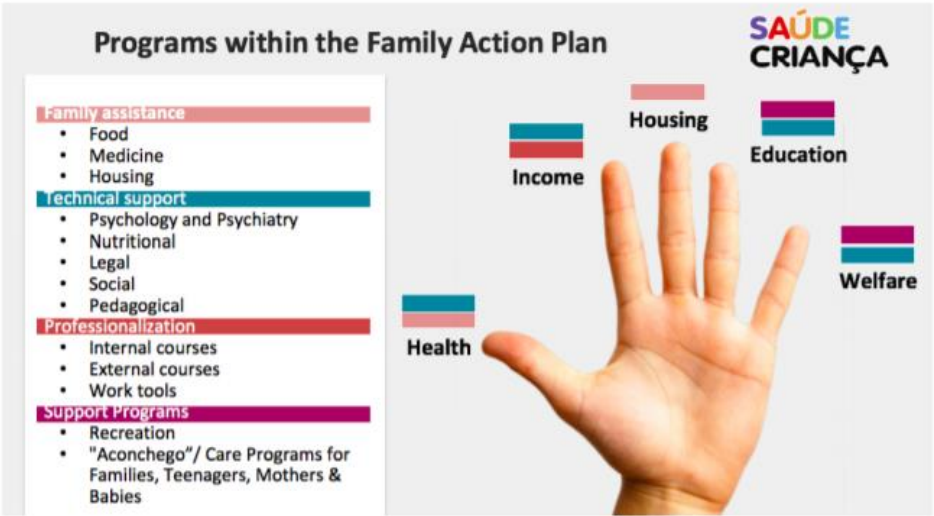 Programs within the Family Action Plan
SAÚDE
CRIANÇA
Family assistance
• Food
• Medicine
• Housing
Technical support
• Psychology and Psychiatry
• Nutritional
• Legal
• Social
• Pedagogical
Professionalization
• Internal courses
• External courses
• Work tools
Support Programs
• Recreation
• "Aconchego”/ Care Programs for
Families, Teenagers, Mothers &
Babies
Health
Income
Housing
Education
Welfare